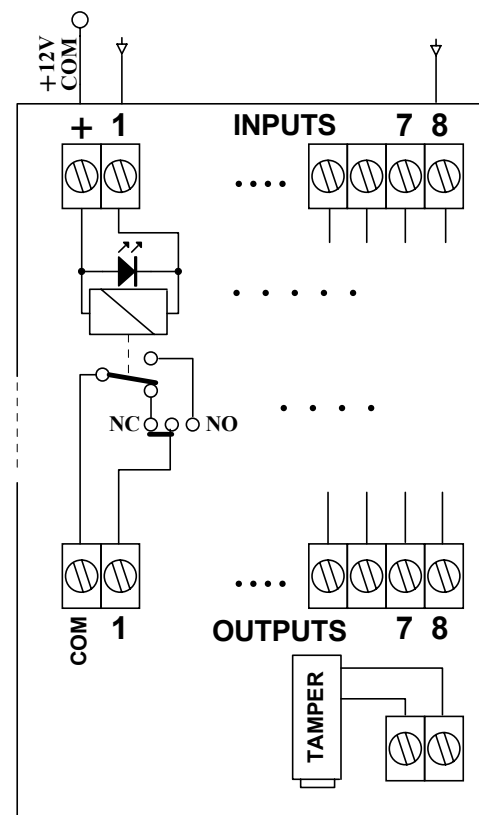 +12V
COM
+ 1 INPUTS 7 8
NC NO
COM 1 OUTPUTS 7 8
TAMPER